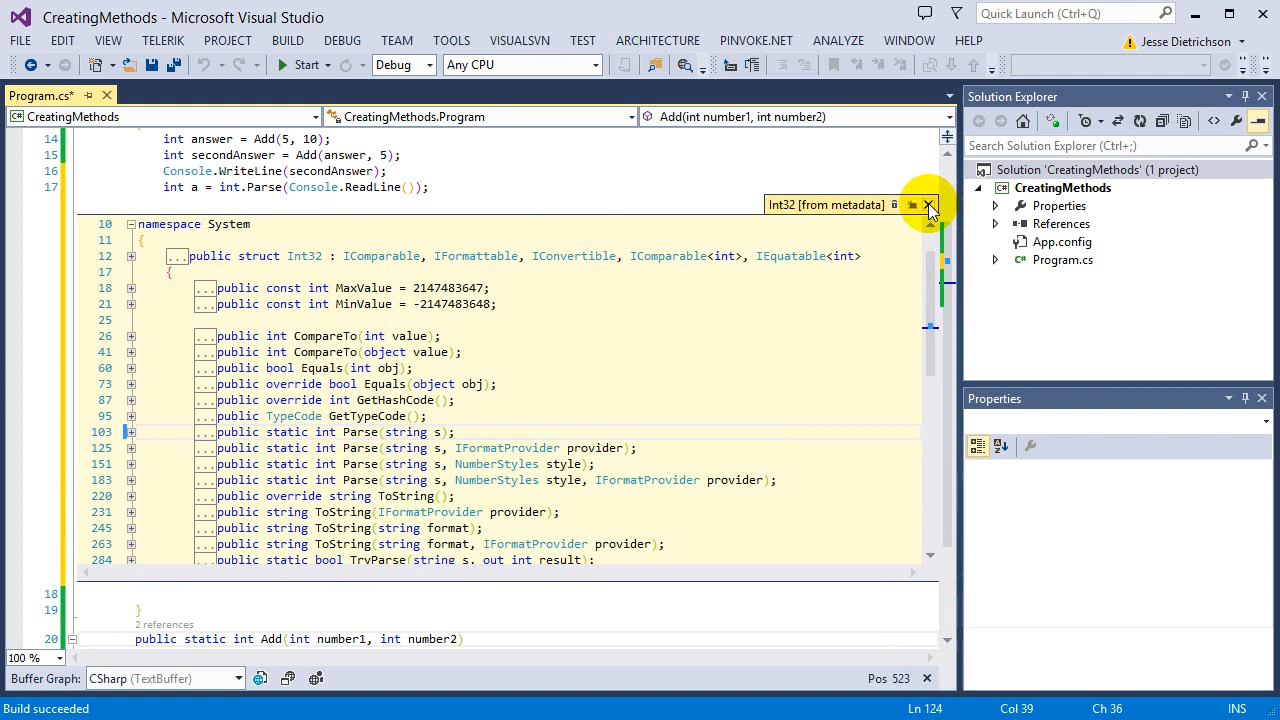 CreatingMethods - Microsoft Visual Studio
Quick Launch (Ctrl+Q)
FILE EDIT VIEW TELERIK PROJECT BUILD DEBUG TEAM TOOLS VISUALSVN TEST ARCHITECTURE PINVOKE.NET ANALYZE WINDOW HELP
Jesse Dietrichson
Start Debug Any CPU
Program.cs*
CreatingMethods CreatingMethods.Program Add(int number1, int number2)
14 int answer = Add(5, 10);
15 int secondAnswer = Add(answer, 5);
16 Console.WriteLine(secondAnswer);
17 int a = int.Parse(Console.ReadLine());
Int32 [from metadata]
10 namespace System
11 {
12 ...public struct Int32 : IComparable, IFormattable, IConvertible, IComparable<int>, IEquatable<int>
17 {
18 ...public const int MaxValue = 2147483647;
21 ...public const int MinValue = -2147483648;
25
26 ...public int CompareTo(int value);
41 ...public int CompareTo(object value);
60 ...public bool Equals(int obj);
73 ...public override bool Equals(object obj);
87 ...public override int GetHashCode();
95 ...public TypeCode GetTypeCode();
103 ...public static int Parse(string s);
125 ...public static int Parse(string s, IFormatProvider provider);
151 ...public static int Parse(string s, NumberStyles style);
183 ...public static int Parse(string s, NumberStyles style, IFormatProvider provider);
220 ...public override string ToString();
231 ...public string ToString(IFormatProvider provider);
245 ...public string ToString(string format);
263 ...public string ToString(string format, IFormatProvider provider);
284 ...public static bool TryParse(string s, out int result);
18
19 }
2 references
20 public static int Add(int number1, int number2)
100 %
Buffer Graph: CSharp (TextBuffer) Pos 523
Solution Explorer
Search Solution Explorer (Ctrl+;)
Solution 'CreatingMethods' (1 project)
CreatingMethods
Properties
References
App.config
Program.cs
Properties
Build succeeded Ln 124 Col 39 Ch 36 INS